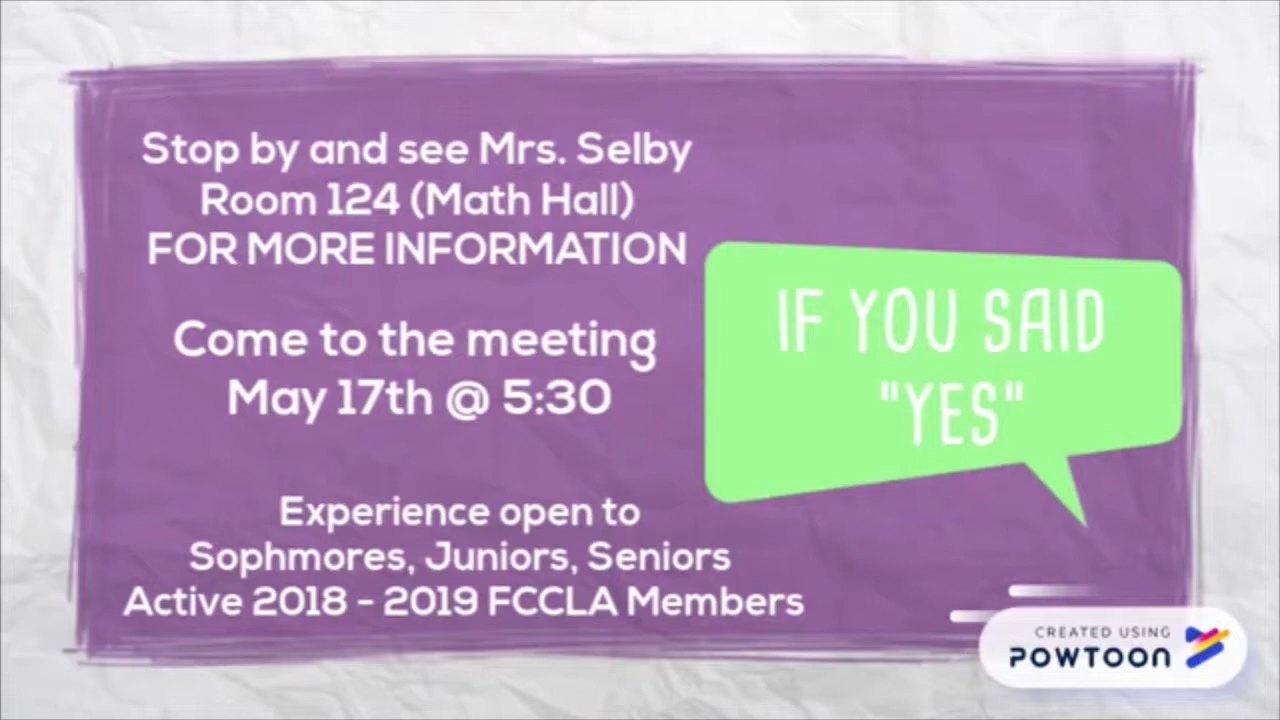 Stop by and see Mrs. Selby
Room 124 (Math Hall)
FOR MORE INFORMATION
Come to the meeting
May 17th @ 5:30
Experience open to
Sophmores, Juniors, Seniors
Active 2018 - 2019 FCCLA Members
IF YOU SAID
"YES"
CREATED USING
POWTOON